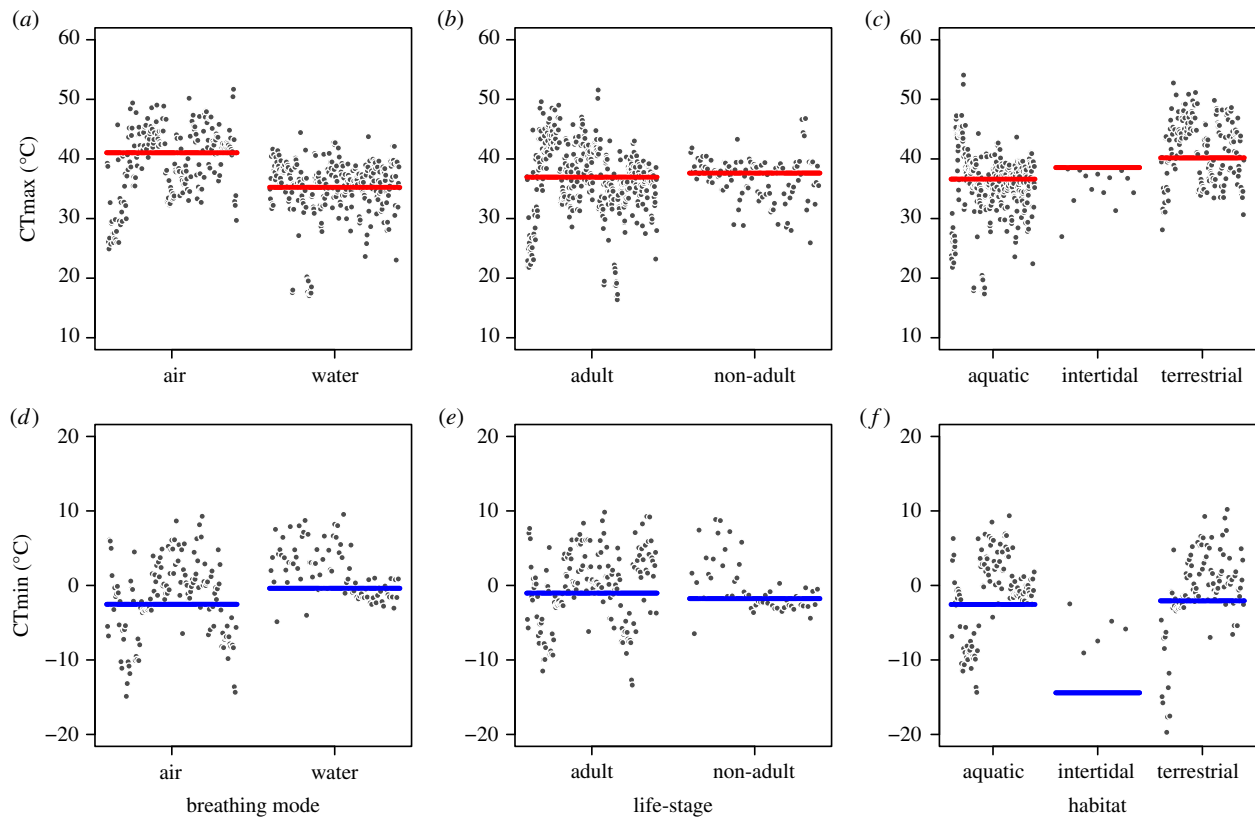 (a)
(b)
(c)
60
50
40
30
20
10
CTmax (°C)
air water
60
50
40
30
20
10
adult non-adult
60
50
40
30
20
10
aquatic intertidal terrestrial
(d)
(e)
(f)
20
10
0
−10
−20
CTmin (°C)
air water
breathing mode
20
10
0
−10
−20
adult non-adult
life-stage
20
10
0
−10
−20
aquatic intertidal terrestrial
habitat